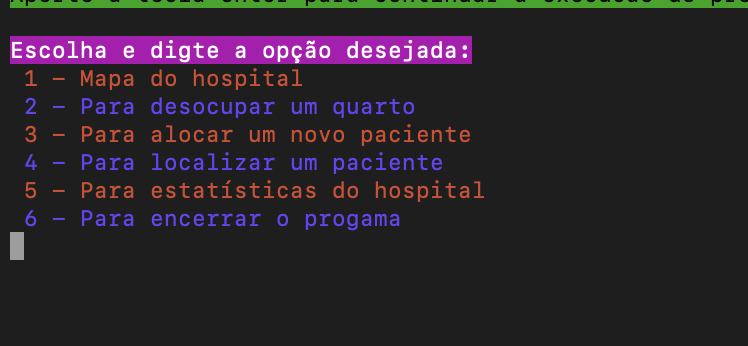 Escolha e digte a opção desejada:
1 – Mapa do hospital
2 – Para desocupar um quarto
3 – Para alocar um novo paciente
4 – Para localizar um paciente
5 – Para estatísticas do hospital
6 – Para encerrar o progama